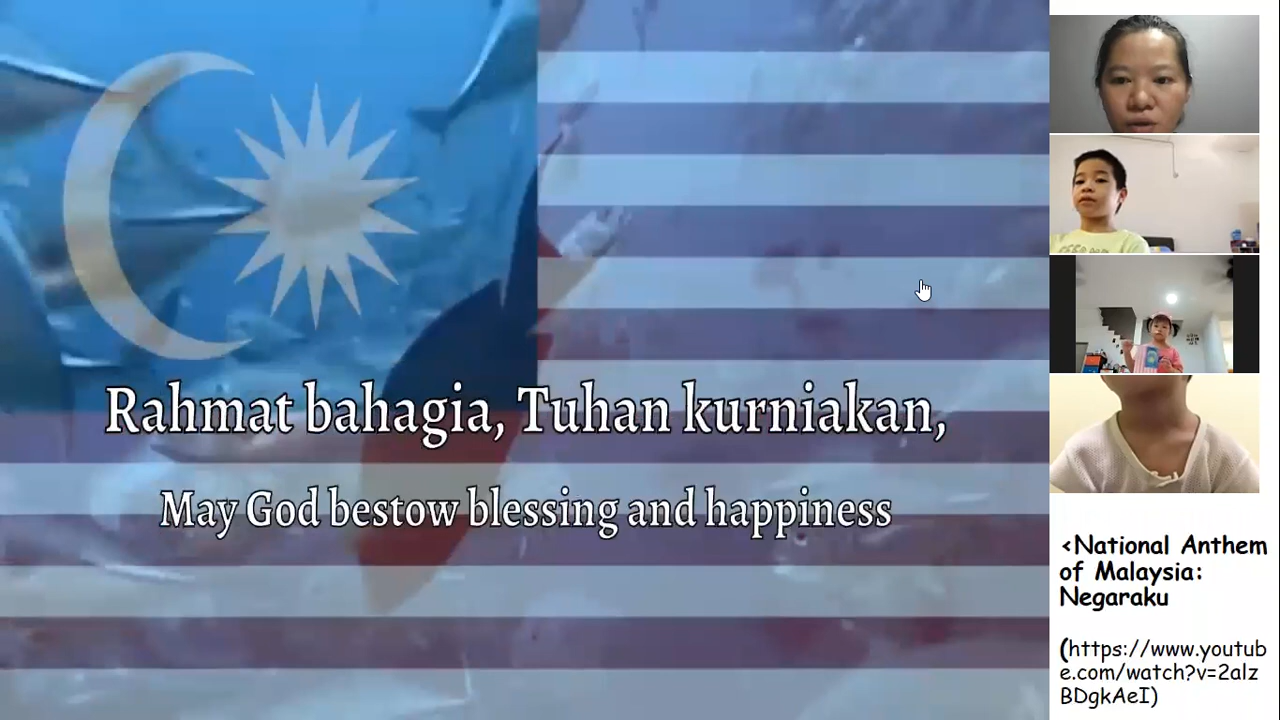 Rahmat bahagia, Tuhan kurniakan,
May God bestow blessing and happiness
<National Anthem
of Malaysia:
Negaraku
(https://www.youtub
e.com/watch?v=2alz
BDgkAeI)